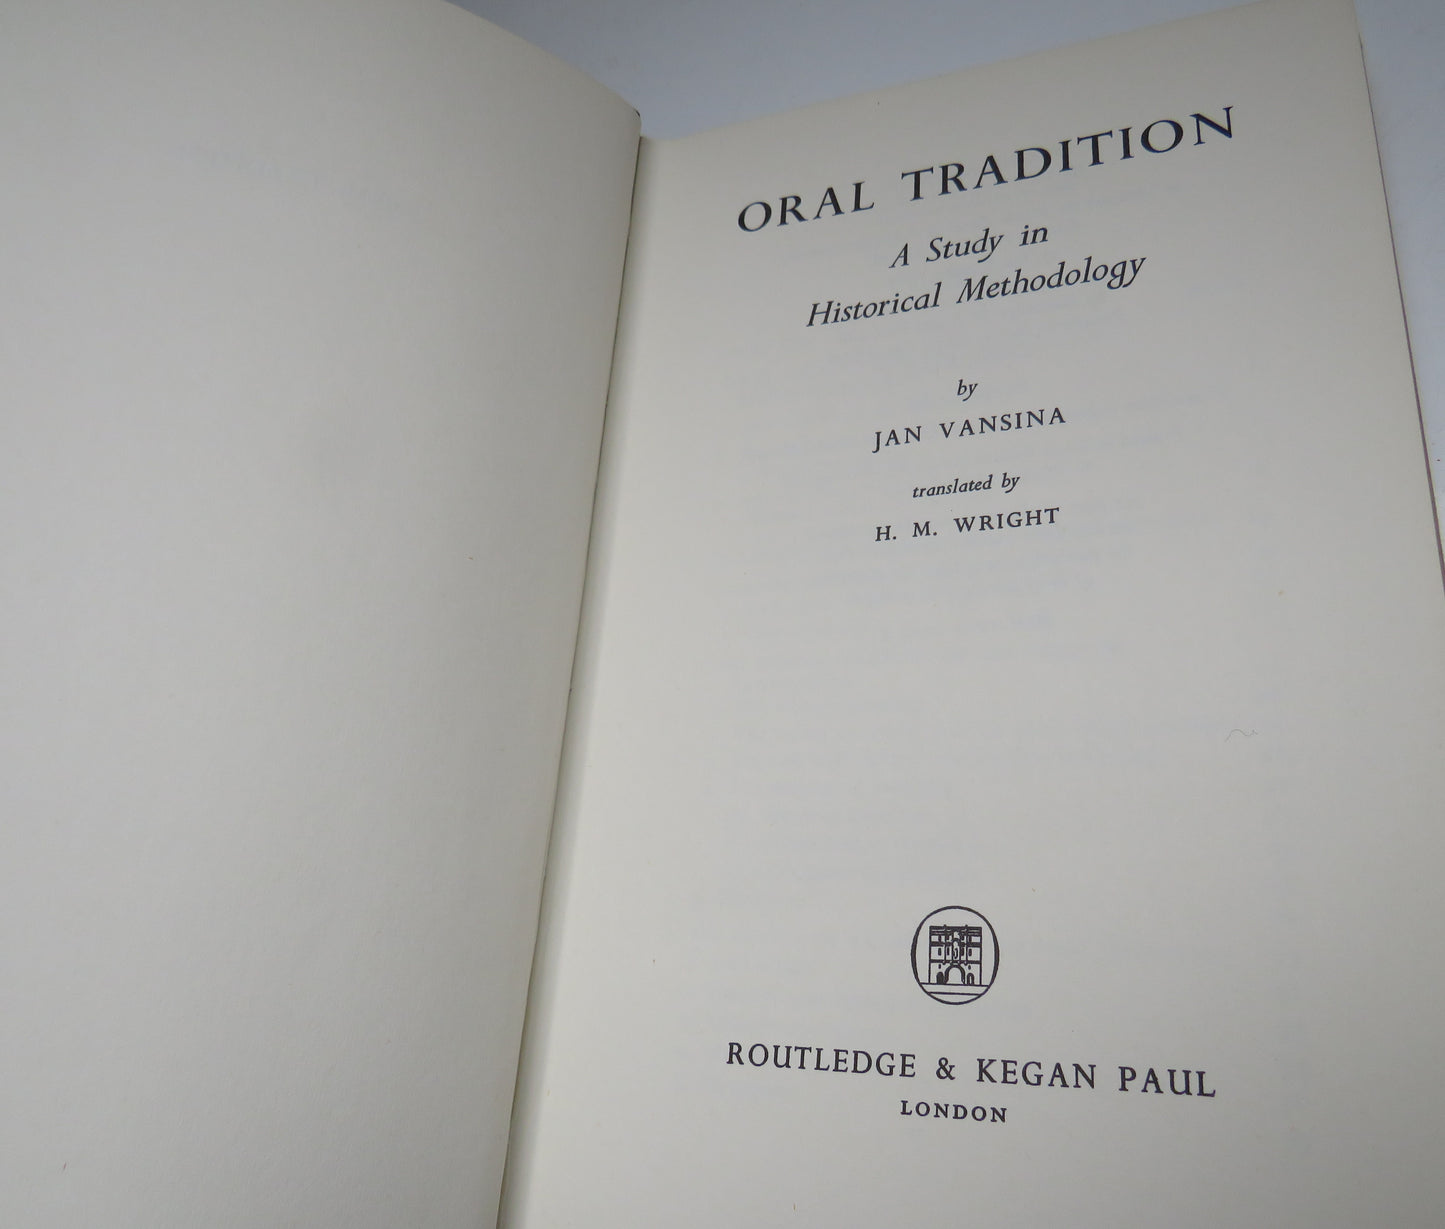 ORAL TRADITION
A Study in
Historical Methodology
by
JAN VANSINA
translated by
H. M. WRIGHT
ROUTLEDGE & KEGAN PAUL
LONDON